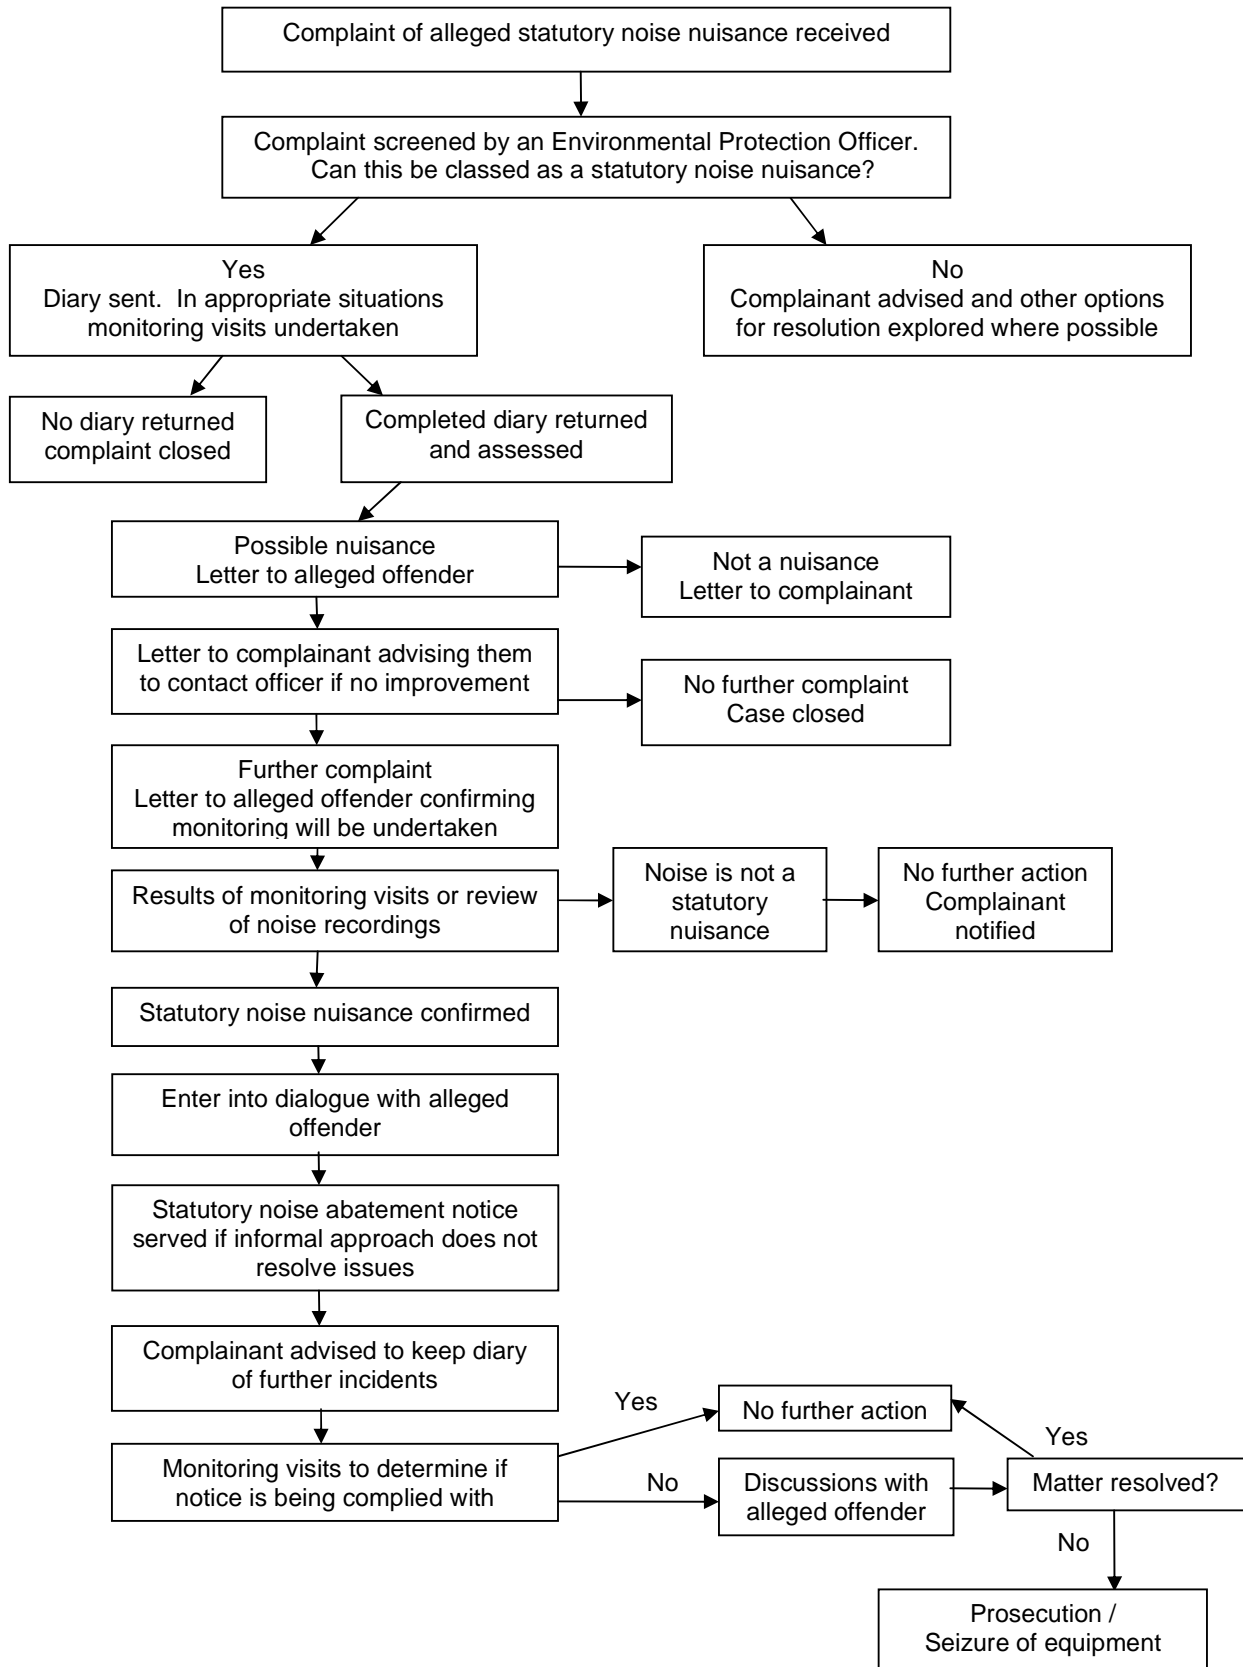 Complaint of alleged statutory noise nuisance received
Complaint screened by an Environmental Protection Officer.
Can this be classed as a statutory noise nuisance?
Yes
Diary sent.  In appropriate situations
monitoring visits undertaken
No
Complainant advised and other options
for resolution explored where possible
No diary returned
complaint closed
Completed diary returned
and assessed
Possible nuisance
Letter to alleged offender
Not a nuisance
Letter to complainant
Letter to complainant advising them
to contact officer if no improvement
No further complaint
Case closed
Further complaint
Letter to alleged offender confirming
monitoring will be undertaken
Results of monitoring visits or review
of noise recordings
Noise is not a
statutory
nuisance
No further action
Complainant
notified
Statutory noise nuisance confirmed
Enter into dialogue with alleged
offender
Statutory noise abatement notice
served if informal approach does not
resolve issues
Complainant advised to keep diary
of further incidents
Monitoring visits to determine if
notice is being complied with
Yes
No further action
No
Discussions with
alleged offender
Yes
Matter resolved?
No
Prosecution /
Seizure of equipment